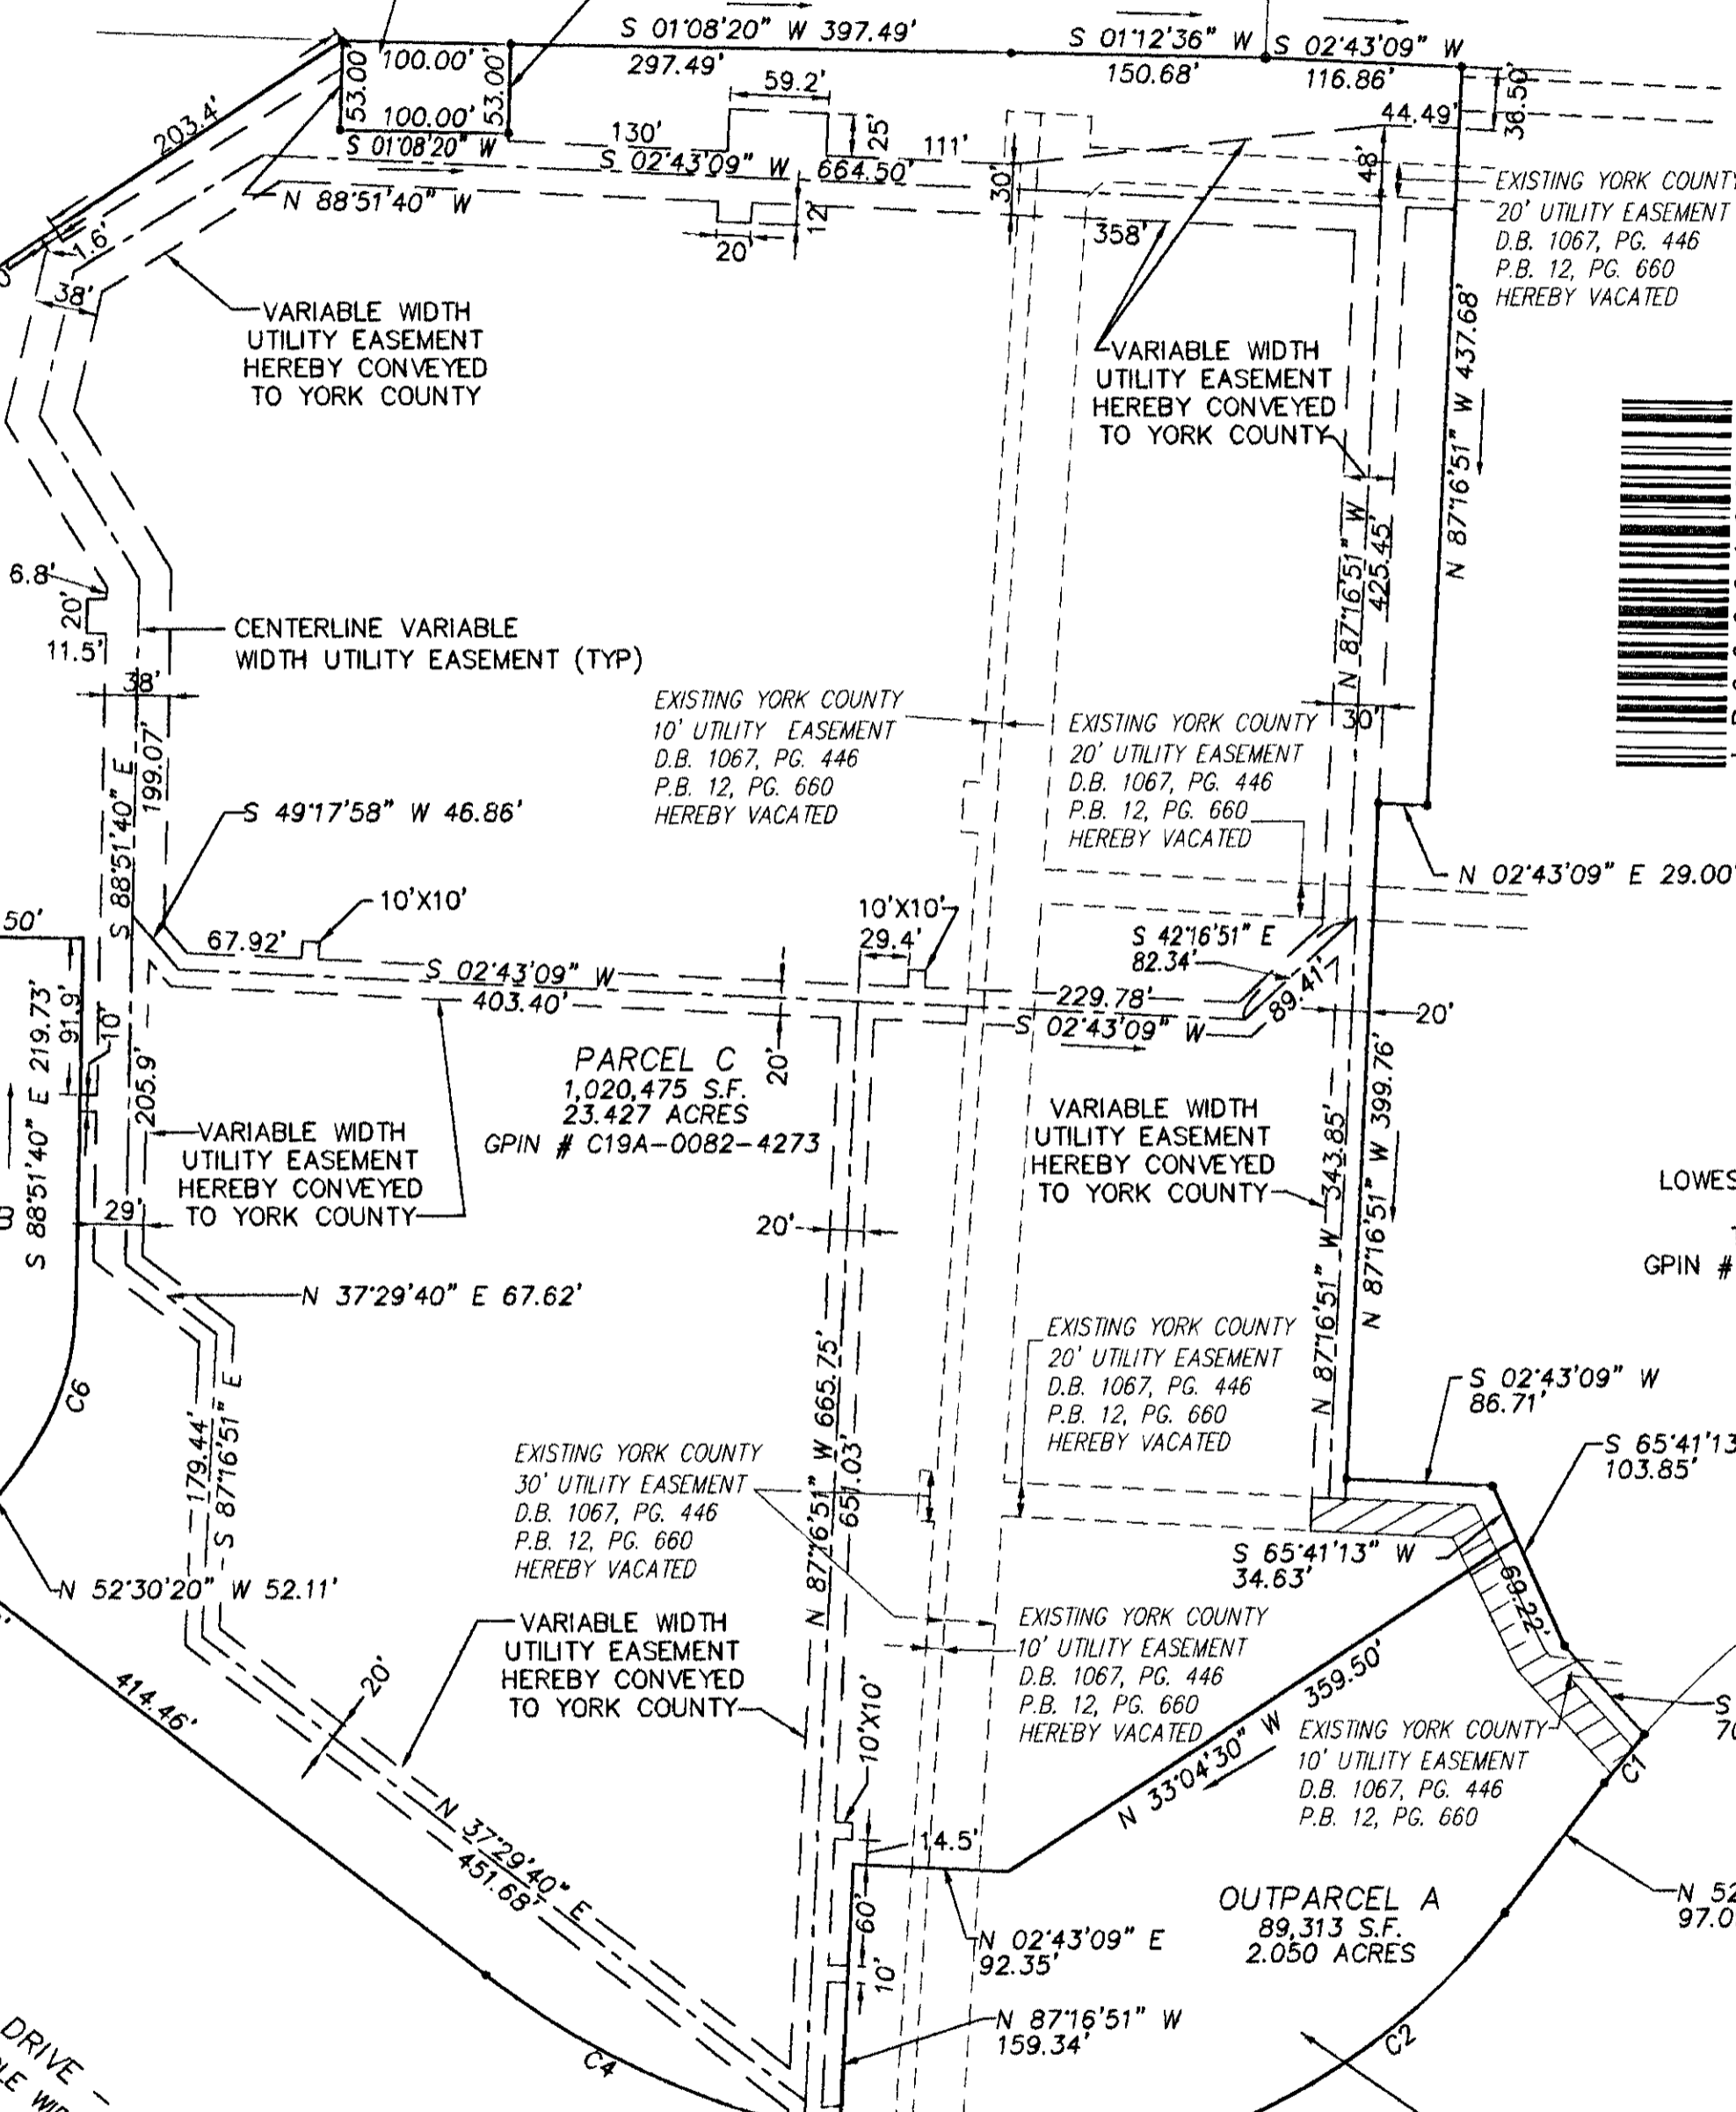 S 01°08'20" W 397.49'
297.49'
S 01°12'36" W
150.68'
S 02°43'09" W
116.86'
53.00'
100.00'
53.00'
100.00'
S 01°08'20" W
203.4'
59.2'
25'
130'
S 02°43'09" W 664.50'
111'
30'
44.49'
36.50'
48'
N 88°51'40" W
12'
20'
358'
1.6'
38'
EXISTING YORK COUNTY
20' UTILITY EASEMENT
D.B. 1067, PG. 446
P.B. 12, PG. 660
HEREBY VACATED
VARIABLE WIDTH
UTILITY EASEMENT
HEREBY CONVEYED
TO YORK COUNTY
VARIABLE WIDTH
UTILITY EASEMENT
HEREBY CONVEYED
TO YORK COUNTY
N 87°16'51" W 437.68'
N 87°16'51" W
425.45'
6.8'
20'
11.5'
CENTERLINE VARIABLE
WIDTH UTILITY EASEMENT (TYP)
38'
199.07'
S 88°51'40" E
EXISTING YORK COUNTY
10' UTILITY EASEMENT
D.B. 1067, PG. 446
P.B. 12, PG. 660
HEREBY VACATED
EXISTING YORK COUNTY
20' UTILITY EASEMENT
D.B. 1067, PG. 446
P.B. 12, PG. 660
HEREBY VACATED
30'
S 49°17'58" W 46.86'
N 02°43'09" E 29.00'
50'
10'X10'
67.92'
10'X10'
29.4'
S 42°16'51" E
82.34'
S 02°43'09" W
403.40'
229.78'
S 02°43'09" W
89.41'
20'
91.9'
10'
S 88°51'40" E 219.73'
205.9'
PARCEL C
1,020,475 S.F.
23.427 ACRES
GPIN # C19A-0082-4273
20'
VARIABLE WIDTH
UTILITY EASEMENT
HEREBY CONVEYED
TO YORK COUNTY
29'
VARIABLE WIDTH
UTILITY EASEMENT
HEREBY CONVEYED
TO YORK COUNTY
N 87°16'51" W 343.85'
N 87°16'51" W 399.76'
LOWES
GPIN #
20'
N 37°29'40" E 67.62'
C6
179.44'
S 87°16'51" E
N 87°16'51" W 665.75'
651.03'
EXISTING YORK COUNTY
20' UTILITY EASEMENT
D.B. 1067, PG. 446
P.B. 12, PG. 660
HEREBY VACATED
S 02°43'09" W
86.71'
S 65°41'13
103.85'
EXISTING YORK COUNTY
30' UTILITY EASEMENT
D.B. 1067, PG. 446
P.B. 12, PG. 660
HEREBY VACATED
S 65°41'13" W
34.63'
69.22'
N 52°30'20" W 52.11'
VARIABLE WIDTH
UTILITY EASEMENT
HEREBY CONVEYED
TO YORK COUNTY
EXISTING YORK COUNTY
10' UTILITY EASEMENT
D.B. 1067, PG. 446
P.B. 12, PG. 660
HEREBY VACATED
N 33°04'30" W 359.50'
414.46'
20'
10'X10'
EXISTING YORK COUNTY
10' UTILITY EASEMENT
D.B. 1067, PG. 446
P.B. 12, PG. 660
S
C1
N 37°29'40" E
451.68'
14.5'
60'
10'
N 02°43'09" E
92.35'
OUTPARCEL A
89,313 S.F.
2.050 ACRES
N 52
97.0
N 87°16'51" W
159.34'
C2
C4
DRIVE